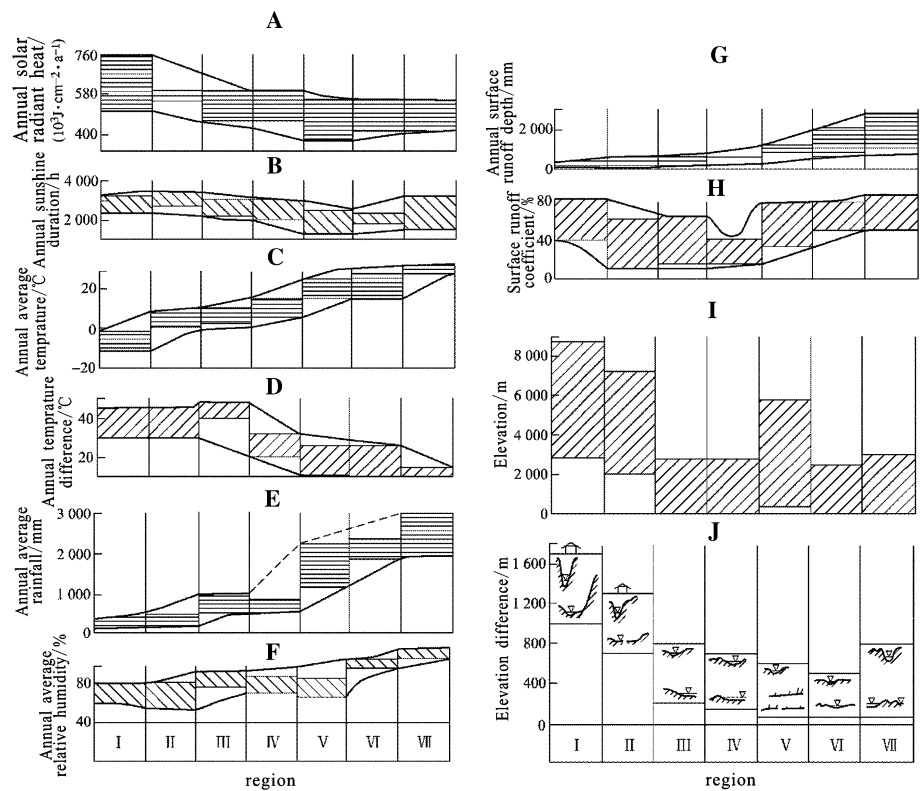 A
Annual solar
radiant heat/
(10³J·cm⁻²·a⁻¹)
760
580
400
B
Annual sunshine
duration/h
4 000
2 000
C
Annual average
temprature/℃
20
0
−20
D
Annual temprature
difference/℃
40
20
E
Annual average
rainfall/mm
3 000
2 000
1 000
0
F
Annual average
relative humidity/%
80
40
I II III IV V VI VII
region
G
Annual surface
runoff depth/mm
2 000
0
H
Surface runoff
coefficient/%
80
40
0
I
Elevation/m
8 000
6 000
4 000
2 000
0
J
Elevation difference/m
1 600
1 200
800
400
0
I II III IV V VI VII
region